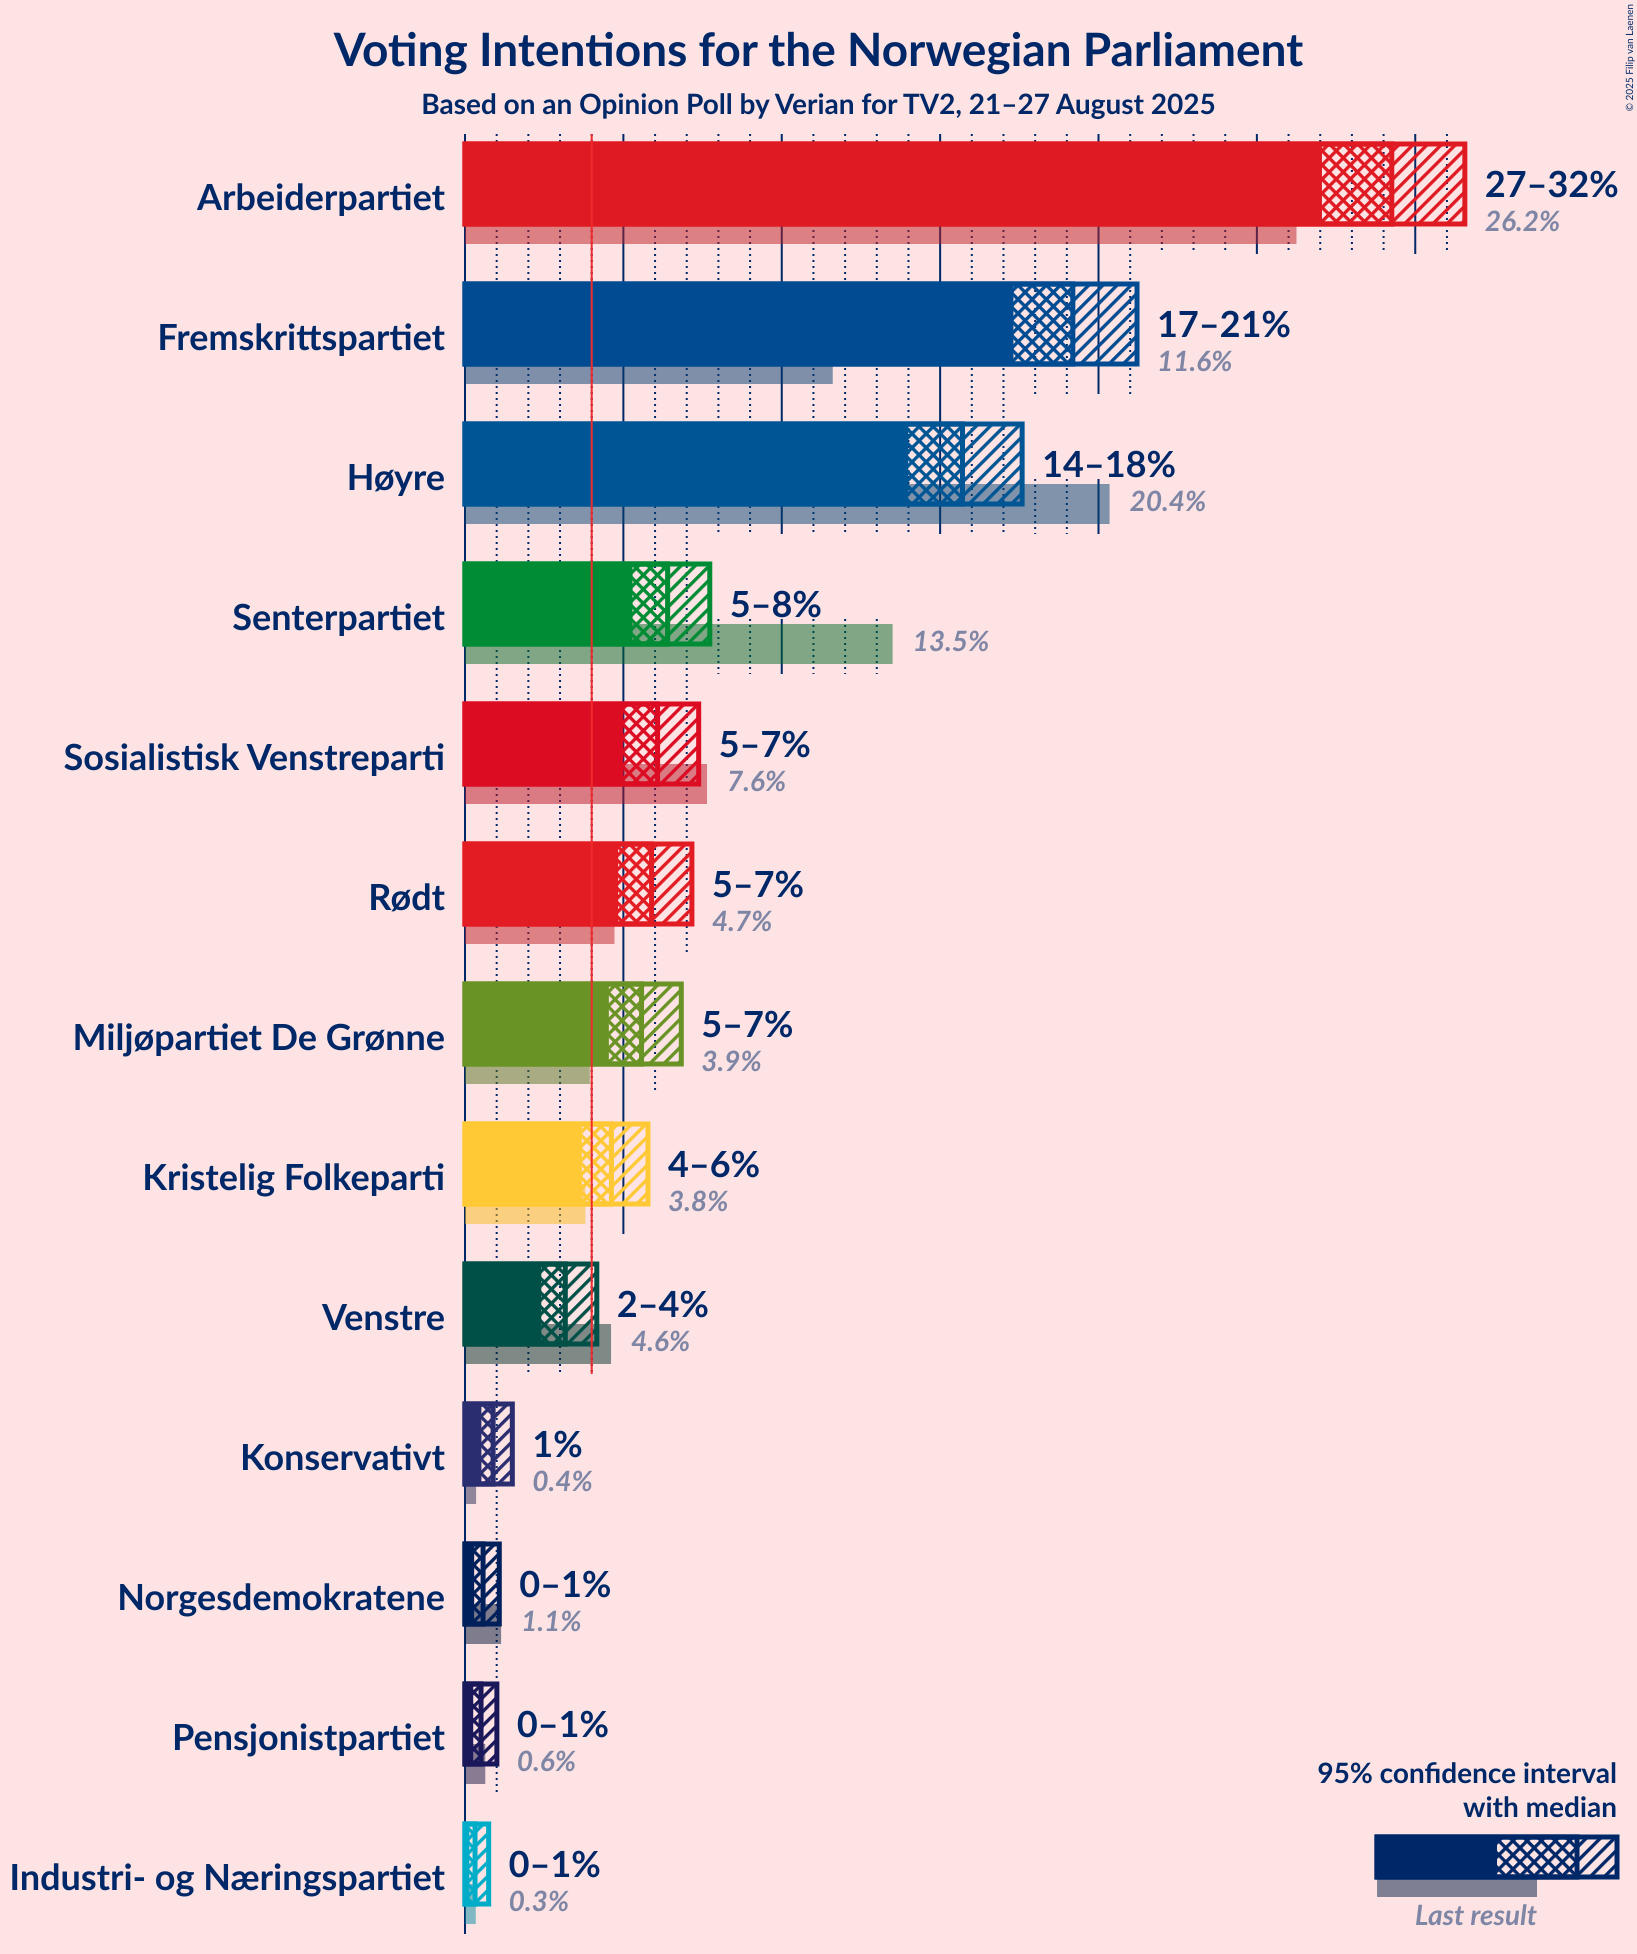 Voting Intentions for the Norwegian Parliament
Based on an Opinion Poll by Verian for TV2, 21–27 August 2025
© 2025 Filip van Laenen
Arbeiderpartiet
27–32%
26.2%
Fremskrittspartiet
17–21%
11.6%
Høyre
14–18%
20.4%
Senterpartiet
5–8%
13.5%
Sosialistisk Venstreparti
5–7%
7.6%
Rødt
5–7%
4.7%
Miljøpartiet De Grønne
5–7%
3.9%
Kristelig Folkeparti
4–6%
3.8%
Venstre
2–4%
4.6%
Konservativt
1%
0.4%
Norgesdemokratene
0–1%
1.1%
Pensjonistpartiet
0–1%
0.6%
Industri- og Næringspartiet
0–1%
0.3%
95% confidence interval
with median
Last result